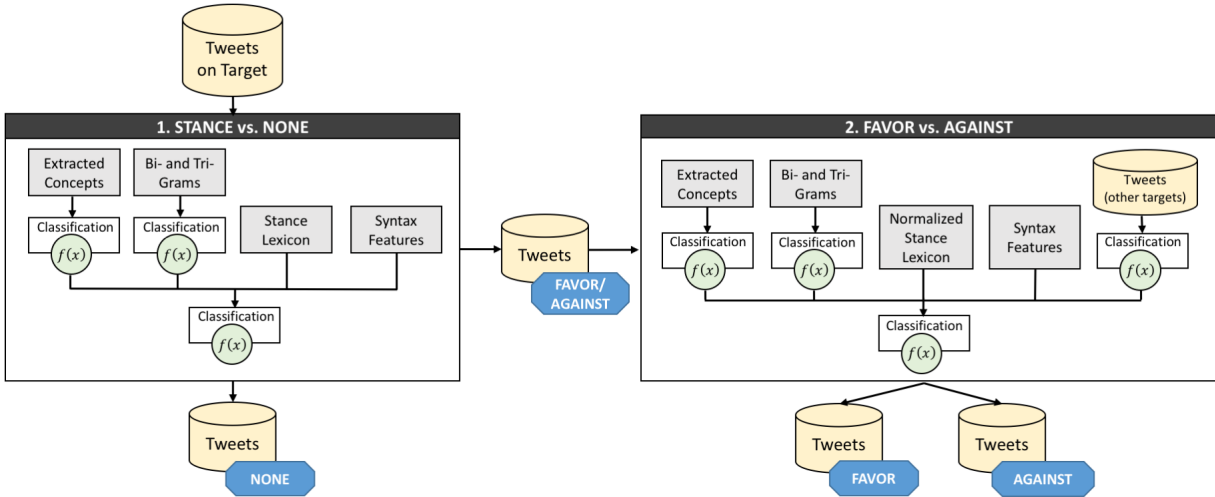 Tweets
on Target
1. STANCE vs. NONE
Extracted
Concepts
Bi- and Tri-
Grams
Classification
f(x)
Classification
f(x)
Stance
Lexicon
Syntax
Features
Classification
f(x)
Tweets
NONE
Tweets
FAVOR/
AGAINST
2. FAVOR vs. AGAINST
Extracted
Concepts
Bi- and Tri-
Grams
Tweets
(other targets)
Classification
f(x)
Classification
f(x)
Normalized
Stance
Lexicon
Syntax
Features
Classification
f(x)
Classification
f(x)
Tweets
FAVOR
Tweets
AGAINST